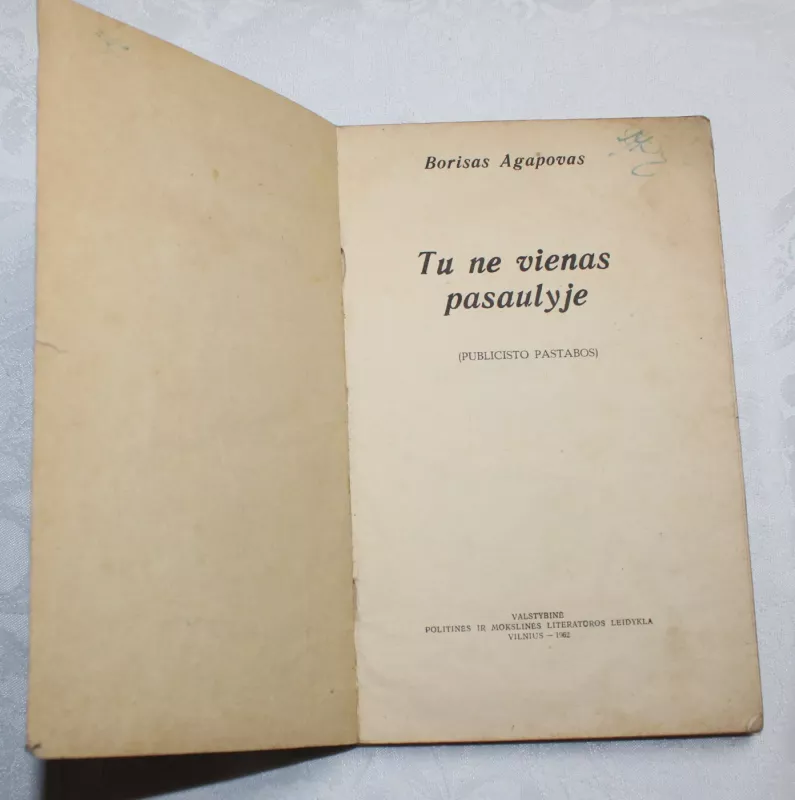 Borisas Agapovas
Tu ne vienas
pasaulyje
(PUBLICISTO PASTABOS)
VALSTYBINĖ
POLITINĖS IR MOKSLINĖS LITERATŪROS LEIDYKLA
VILNIUS — 1962